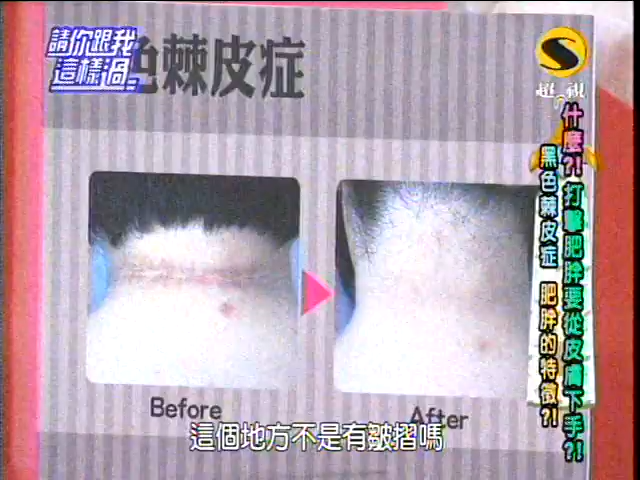 請你跟我
這樣過
色棘皮症
超視
什麼?!打擊肥胖要從皮膚下手?!
黑色棘皮症 肥胖的特徵?!
Before
After
這個地方不是有皺摺嗎